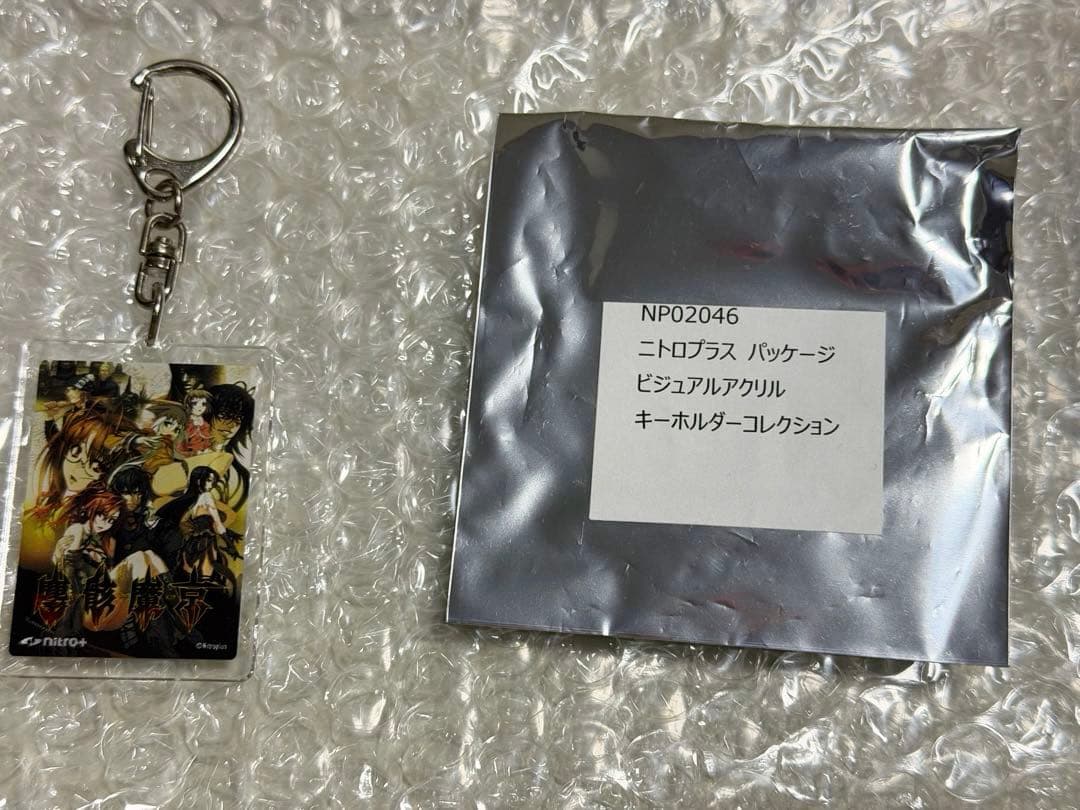 塵骸魔京
nitro+
©Nitroplus
NP02046
ニトロプラス パッケージ
ビジュアルアクリル
キーホルダーコレクション